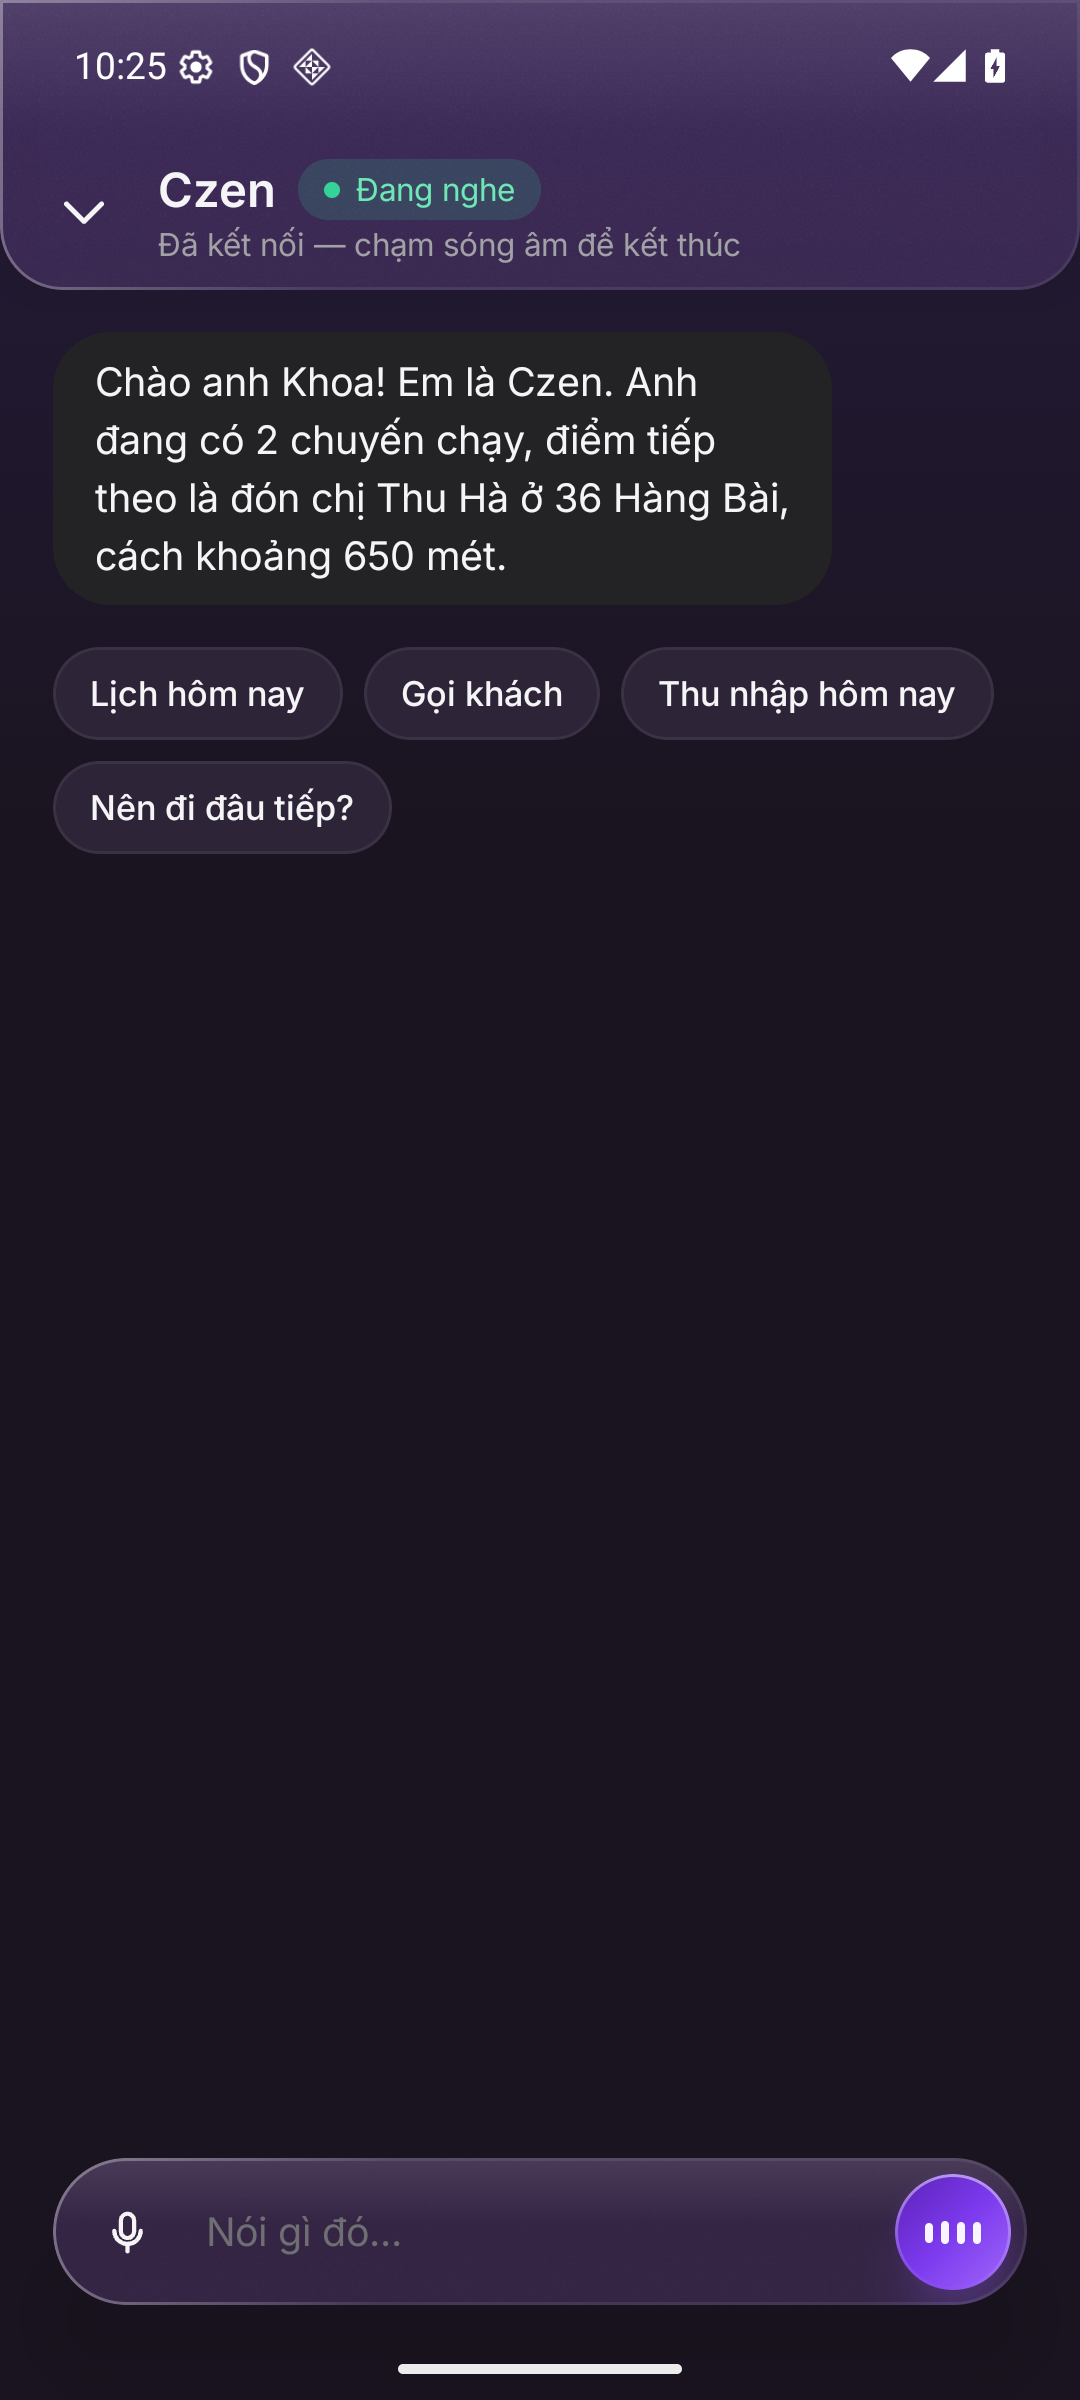 10:25
Czen
Đang nghe
Đã kết nối — chạm sóng âm để kết thúc
Chào anh Khoa! Em là Czen. Anh
đang có 2 chuyến chạy, điểm tiếp
theo là đón chị Thu Hà ở 36 Hàng Bài,
cách khoảng 650 mét.
Lịch hôm nay
Gọi khách
Thu nhập hôm nay
Nên đi đâu tiếp?
Nói gì đó...